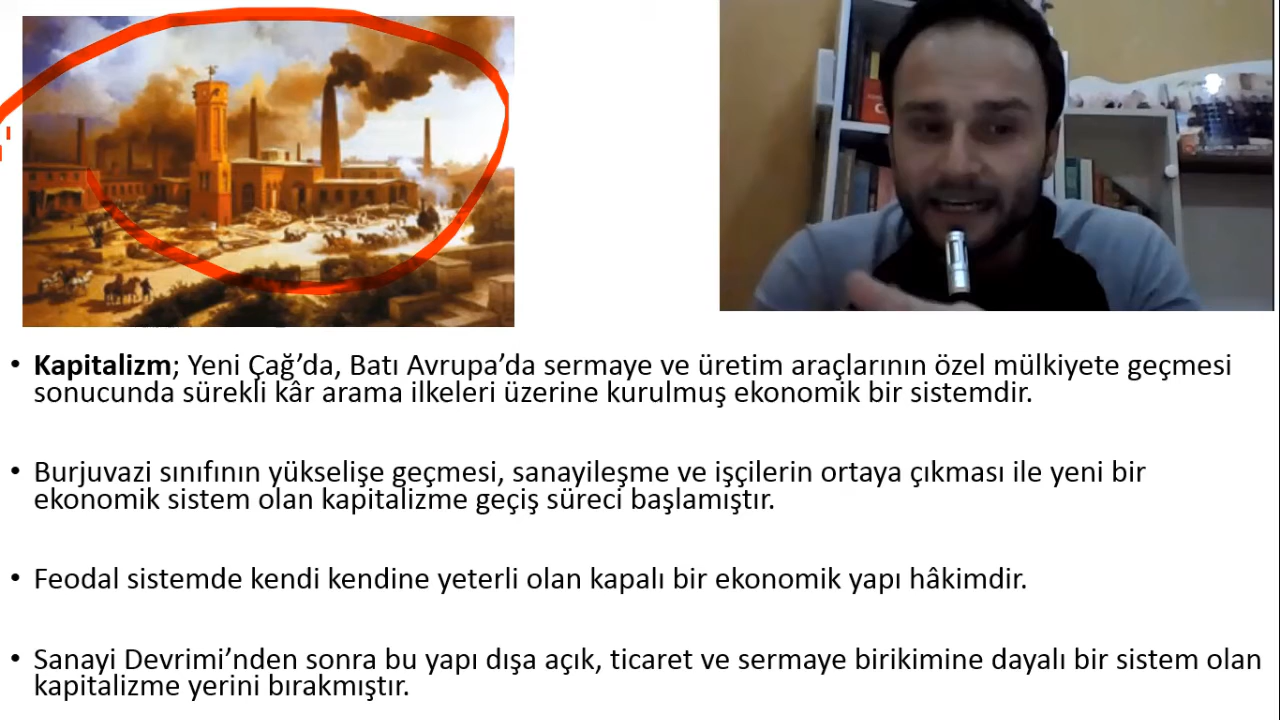 • Kapitalizm; Yeni Çağ’da, Batı Avrupa’da sermaye ve üretim araçlarının özel mülkiyete geçmesi
sonucunda sürekli kâr arama ilkeleri üzerine kurulmuş ekonomik bir sistemdir.
• Burjuvazi sınıfının yükselişe geçmesi, sanayileşme ve işçilerin ortaya çıkması ile yeni bir
ekonomik sistem olan kapitalizme geçiş süreci başlamıştır.
• Feodal sistemde kendi kendine yeterli olan kapalı bir ekonomik yapı hâkimdir.
• Sanayi Devrimi’nden sonra bu yapı dışa açık, ticaret ve sermaye birikimine dayalı bir sistem olan
kapitalizme yerini bırakmıştır.